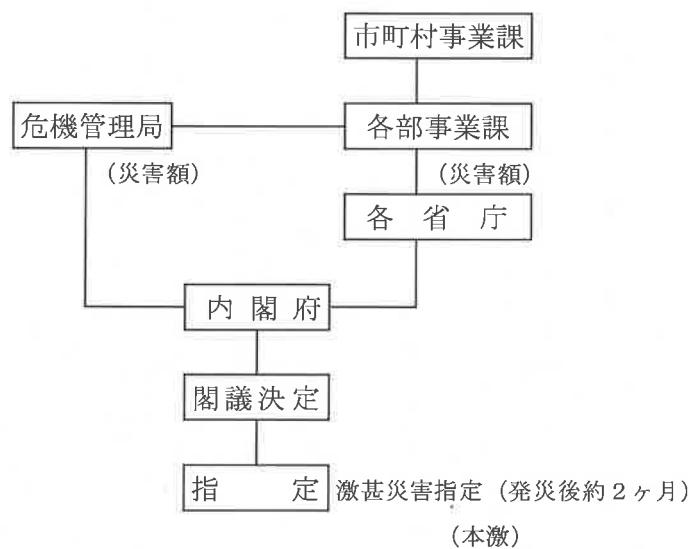 市町村事業課
危機管理局
各部事業課
(災害額)
(災害額)
各省庁
内閣府
閣議決定
指定 激甚災害指定(発災後約2ヶ月)
(本激)